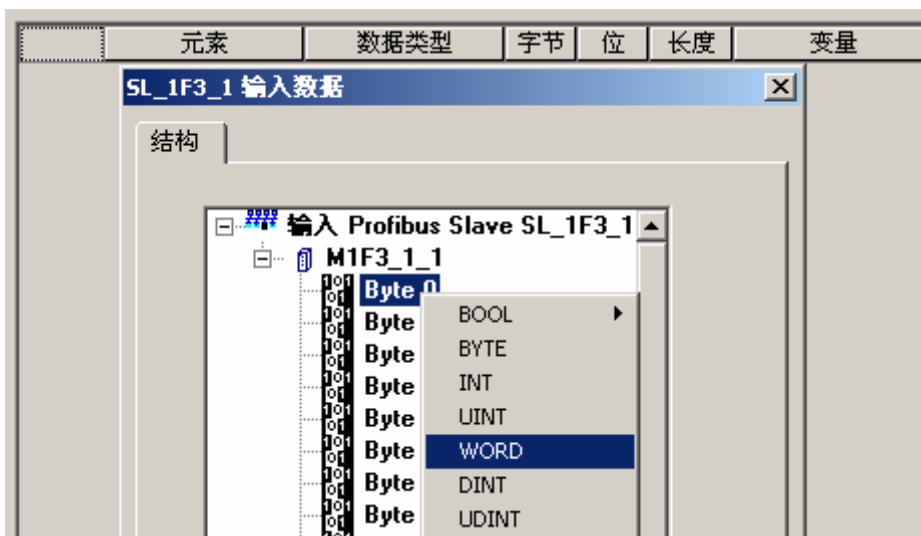 元素 数据类型 字节 位 长度 变量
SL_1F3_1 输入数据
结构
输入 Profibus Slave SL_1F3_1
M1F3_1_1
Byte 0
Byte BOOL
Byte BYTE
Byte INT
Byte UINT
Byte WORD
Byte DINT
Byte UDINT